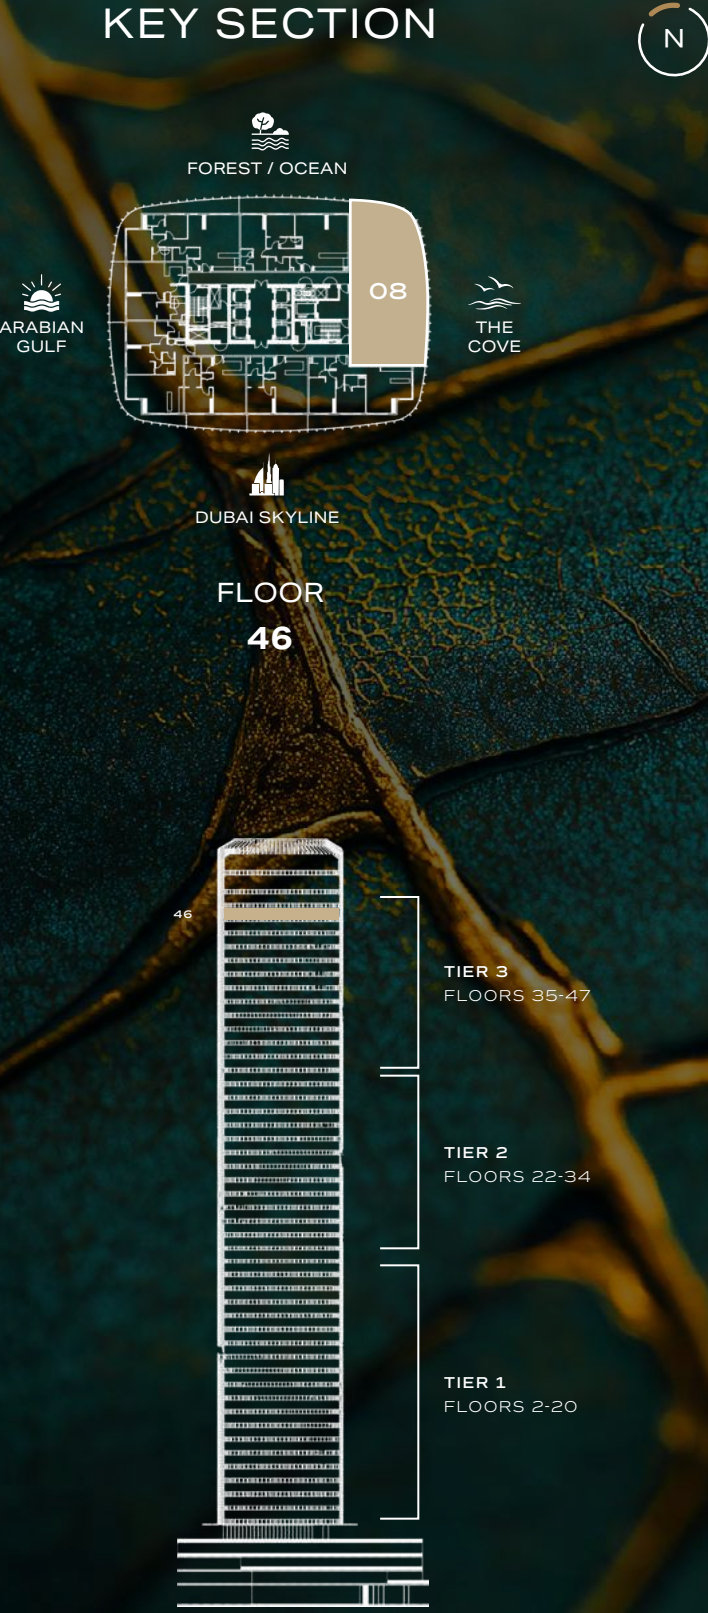 KEY SECTION
N
FOREST / OCEAN
08
ARABIAN
GULF
THE
COVE
DUBAI SKYLINE
FLOOR
46
46
TIER 3
FLOORS 35-47
TIER 2
FLOORS 22-34
TIER 1
FLOORS 2-20